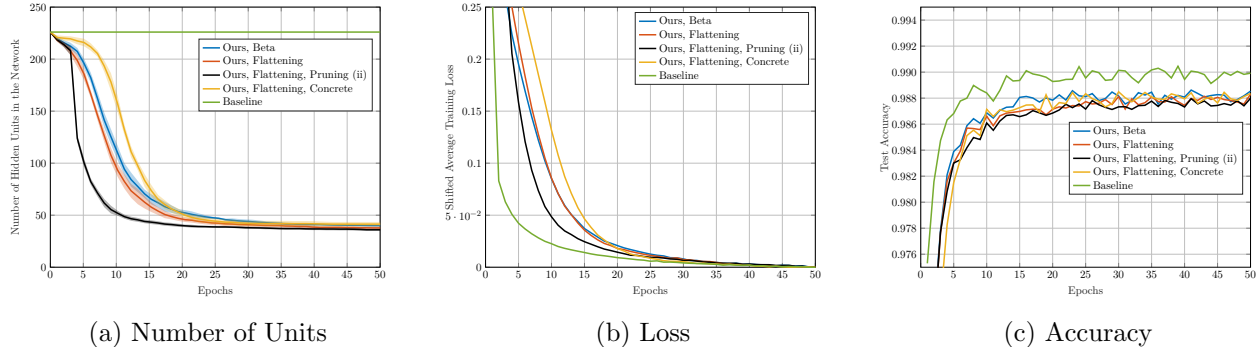 250
200
150
100
50
0
0 5 10 15 20 25 30 35 40 45 50
Number of Hidden Units in the Network
Epochs
Ours, Beta
Ours, Flattening
Ours, Flattening, Pruning (ii)
Ours, Flattening, Concrete
Baseline
(a) Number of Units
0.25
0.2
0.15
0.1
5 · 10⁻²
0
0 5 10 15 20 25 30 35 40 45 50
Shifted Average Training Loss
Epochs
Ours, Beta
Ours, Flattening
Ours, Flattening, Pruning (ii)
Ours, Flattening, Concrete
Baseline
(b) Loss
0.994
0.992
0.990
0.988
0.986
0.984
0.982
0.980
0.978
0.976
0 5 10 15 20 25 30 35 40 45 50
Test Accuracy
Epochs
Ours, Beta
Ours, Flattening
Ours, Flattening, Pruning (ii)
Ours, Flattening, Concrete
Baseline
(c) Accuracy